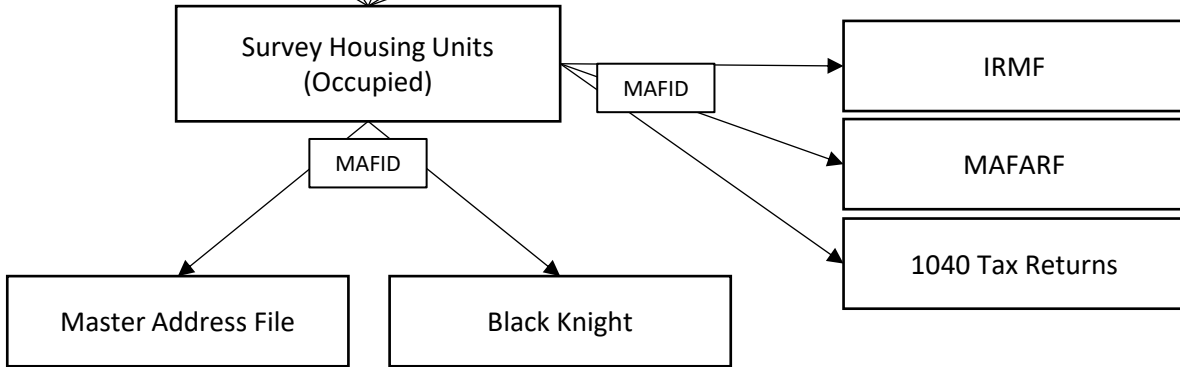 Survey Housing Units
(Occupied)
IRMF
MAFID
MAFARF
MAFID
1040 Tax Returns
Master Address File
Black Knight